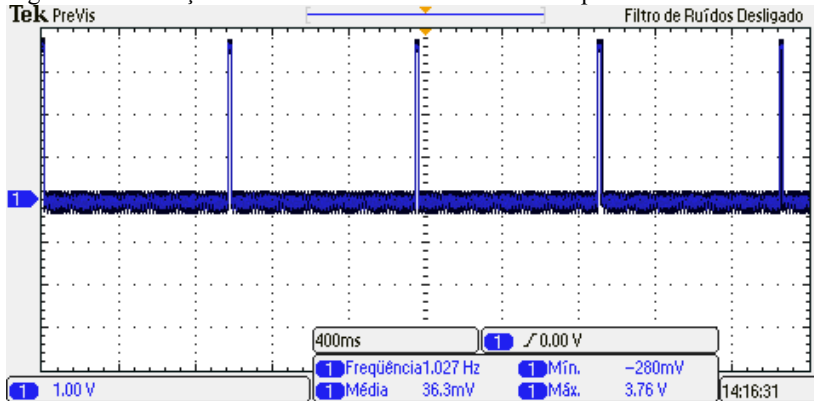 Tek PreVis Filtro de Ruídos Desligado
1
400ms 1 0.00 V
1 Freqüência1.027 Hz 1 Mín. −280mV
1 1.00 V 1 Média 36.3mV 1 Máx. 3.76 V 14:16:31